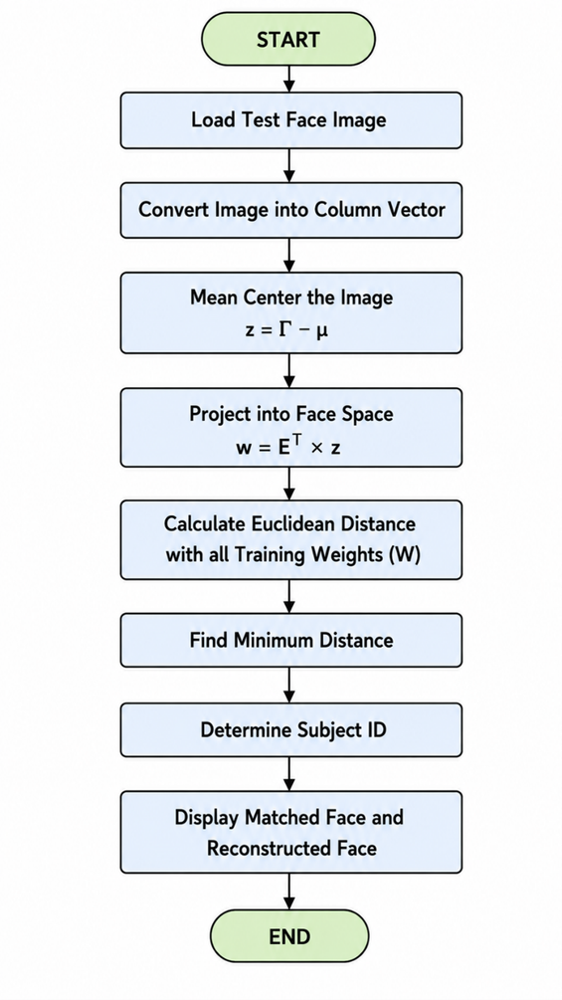 START
Load Test Face Image
Convert Image into Column Vector
Mean Center the Image
z = Γ − μ
Project into Face Space
w = Eᵀ × z
Calculate Euclidean Distance
with all Training Weights (W)
Find Minimum Distance
Determine Subject ID
Display Matched Face and
Reconstructed Face
END